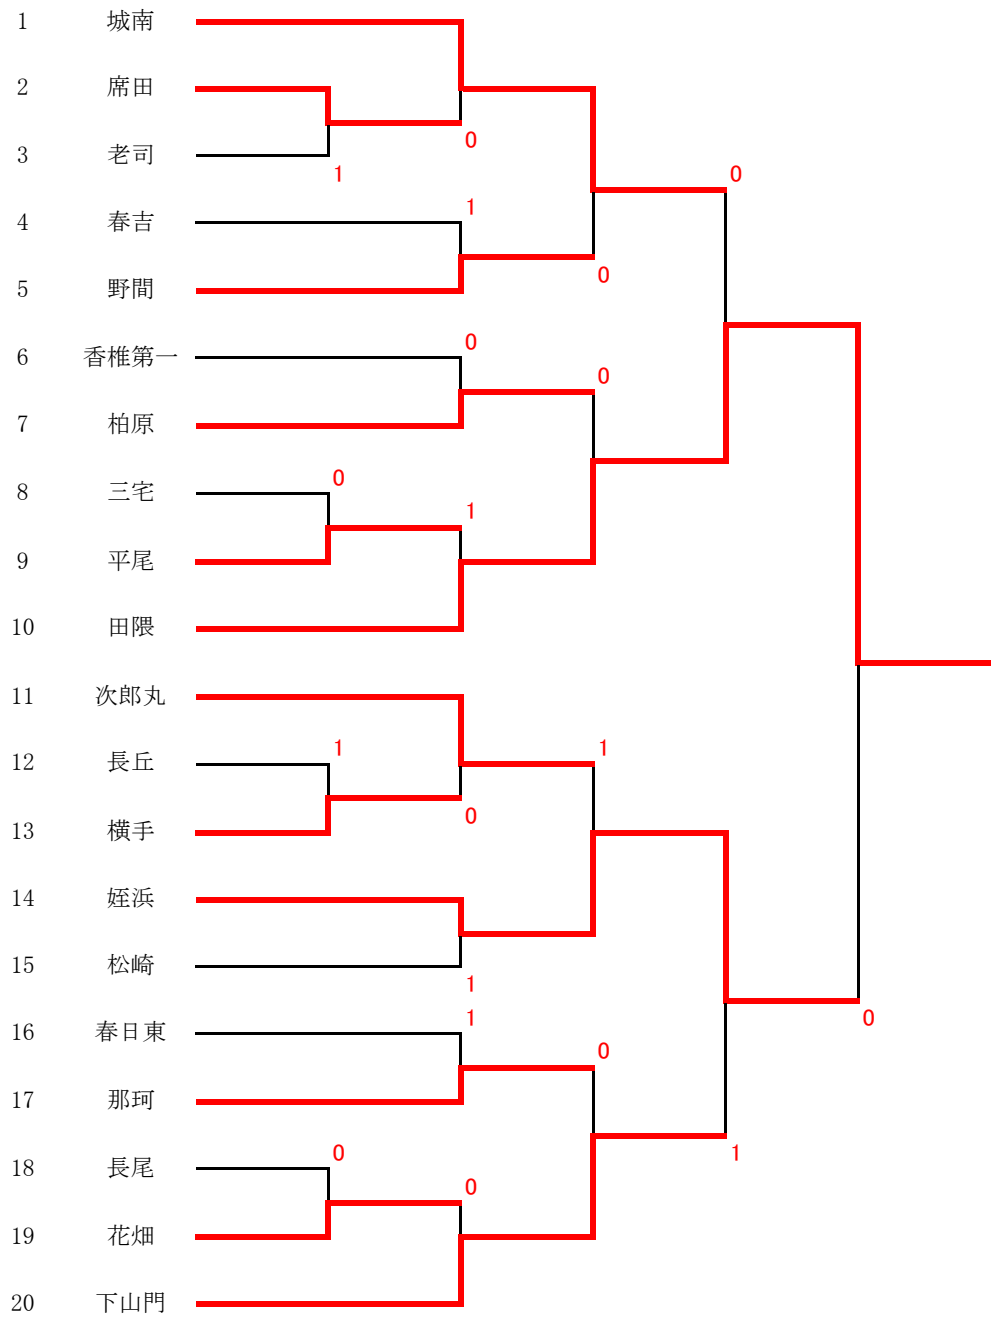 1 城南
0
2 席田
0
3 老司
1
4 春吉
1
5 野間
0
6 香椎第一
0
0
7 柏原
8 三宅
0
1
9 平尾
10 田隈
11 次郎丸
12 長丘
1
1
13 横手
0
14 姪浜
15 松崎
1
16 春日東
1
0
0
17 那珂
18 長尾
0
1
19 花畑
0
20 下山門